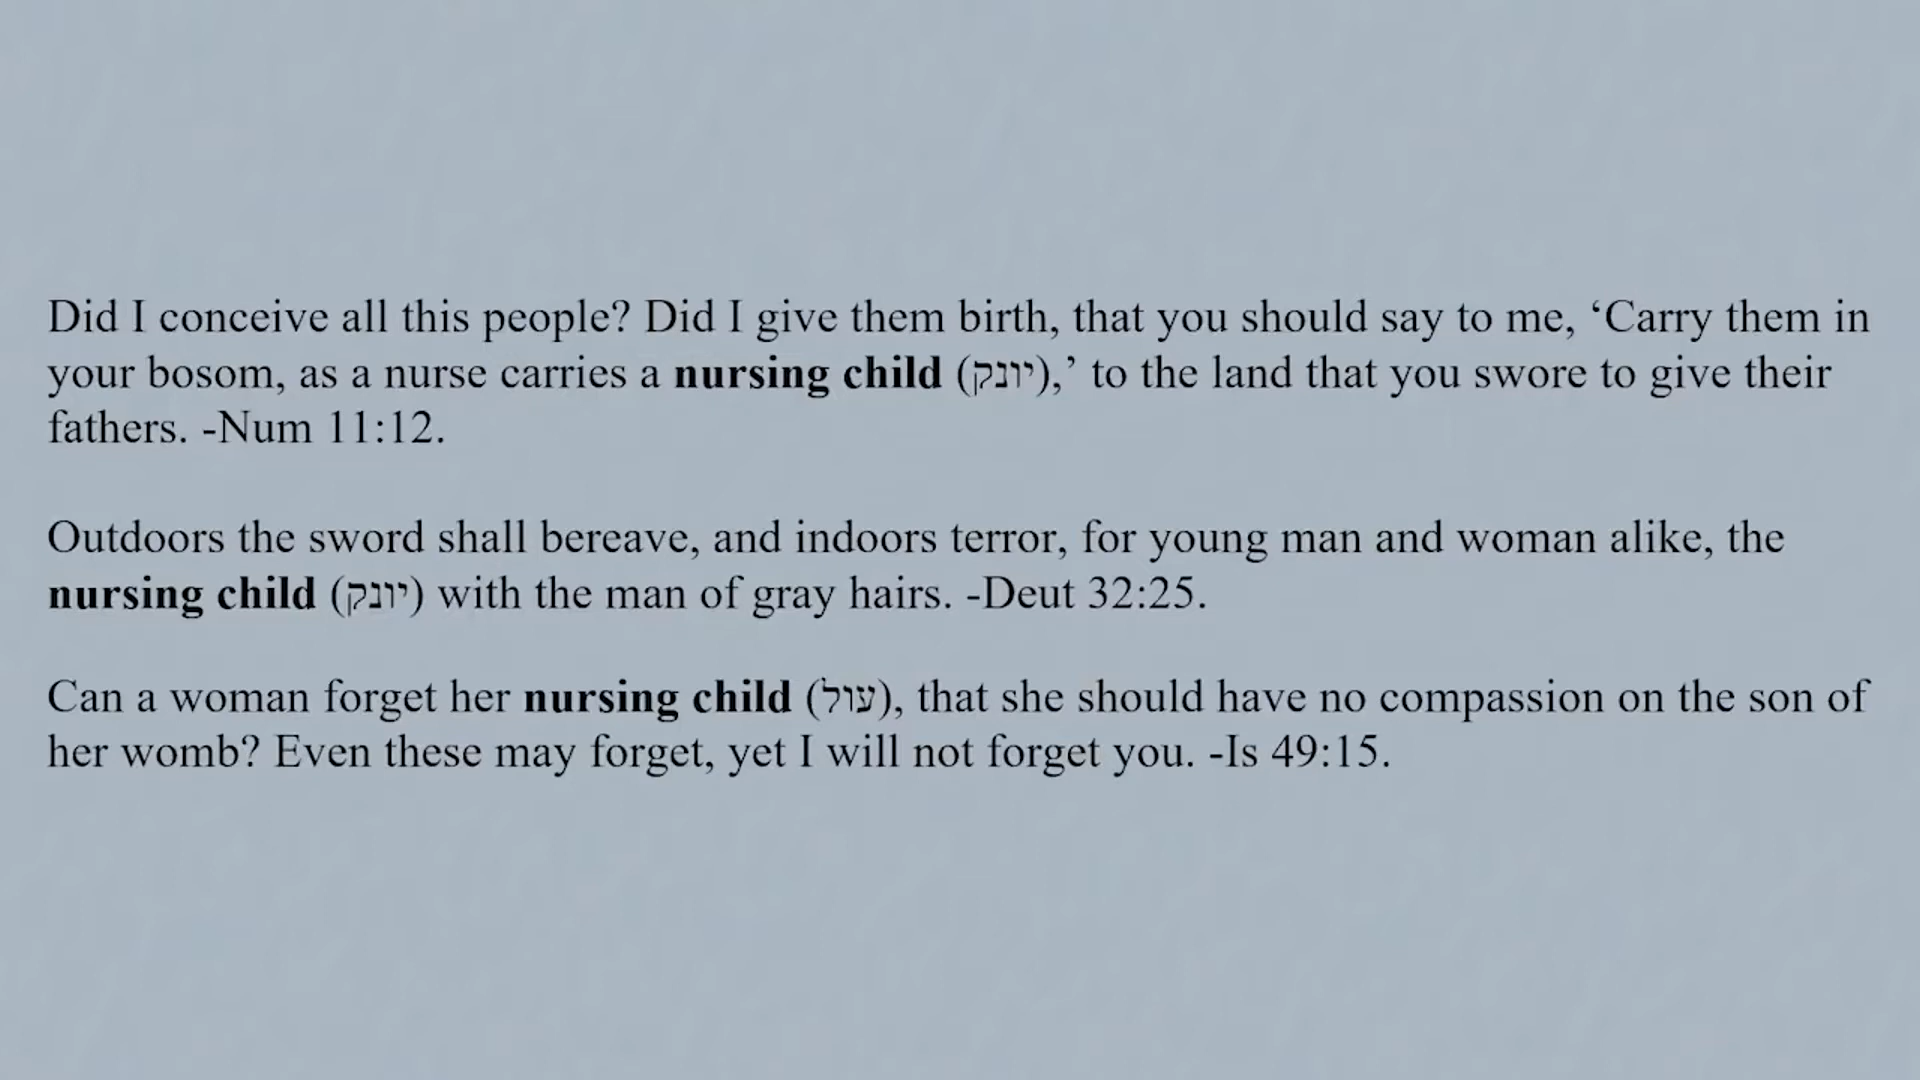 Did I conceive all this people? Did I give them birth, that you should say to me, ‘Carry them in
your bosom, as a nurse carries a nursing child (יונק),’ to the land that you swore to give their
fathers. -Num 11:12.
Outdoors the sword shall bereave, and indoors terror, for young man and woman alike, the
nursing child (יונק) with the man of gray hairs. -Deut 32:25.
Can a woman forget her nursing child (עול), that she should have no compassion on the son of
her womb? Even these may forget, yet I will not forget you. -Is 49:15.